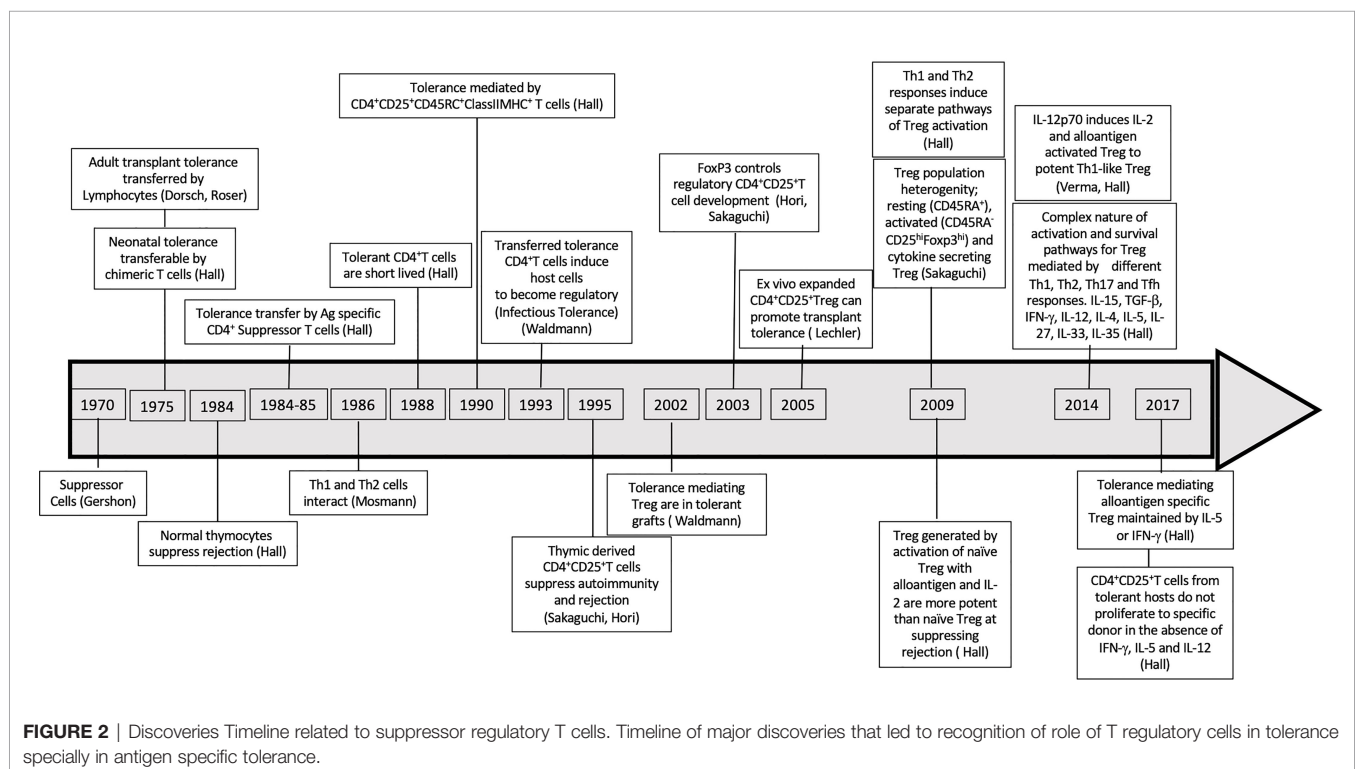 Tolerance mediated by
CD4⁺CD25⁺CD45RC⁺ClassIIMHC⁺ T cells (Hall)
Adult transplant tolerance
transferred by
Lymphocytes (Dorsch, Roser)
Neonatal tolerance
transferable by
chimeric T cells (Hall)
Tolerance transfer by Ag specific
CD4⁺ Suppressor T cells (Hall)
Tolerant CD4⁺T cells
are short lived (Hall)
Transferred tolerance
CD4⁺T cells induce
host cells
to become regulatory
(Infectious Tolerance)
(Waldmann)
FoxP3 controls
regulatory CD4⁺CD25⁺T
cell development (Hori,
Sakaguchi)
Ex vivo expanded
CD4⁺CD25⁺Treg can
promote transplant
tolerance ( Lechler)
Th1 and Th2
responses induce
separate pathways
of Treg activation
(Hall)
Treg population
heterogenity;
resting (CD45RA⁺),
activated (CD45RA⁻
CD25ʰⁱFoxp3ʰⁱ) and
cytokine secreting
Treg (Sakaguchi)
IL-12p70 induces IL-2
and alloantigen
activated Treg to
potent Th1-like Treg
(Verma, Hall)
Complex nature of
activation and survival
pathways for Treg
mediated by different
Th1, Th2, Th17 and Tfh
responses. IL-15, TGF-β,
IFN-γ, IL-12, IL-4, IL-5, IL-
27, IL-33, IL-35 (Hall)
1970
1975
1984
1984-85
1986
1988
1990
1993
1995
2002
2003
2005
2009
2014
2017
Suppressor
Cells (Gershon)
Normal thymocytes
suppress rejection (Hall)
Th1 and Th2 cells
interact (Mosmann)
Thymic derived
CD4⁺CD25⁺T cells
suppress autoimmunity
and rejection
(Sakaguchi, Hori)
Tolerance mediating
Treg are in tolerant
grafts ( Waldmann)
Treg generated by
activation of naïve
Treg with
alloantigen and IL-
2 are more potent
than naïve Treg at
suppressing
rejection ( Hall)
Tolerance mediating
alloantigen specific
Treg maintained by IL-5
or IFN-γ (Hall)
CD4⁺CD25⁺T cells from
tolerant hosts do not
proliferate to specific
donor in the absence of
IFN-γ, IL-5 and IL-12
(Hall)
FIGURE 2 | Discoveries Timeline related to suppressor regulatory T cells. Timeline of major discoveries that led to recognition of role of T regulatory cells in tolerance
specially in antigen specific tolerance.